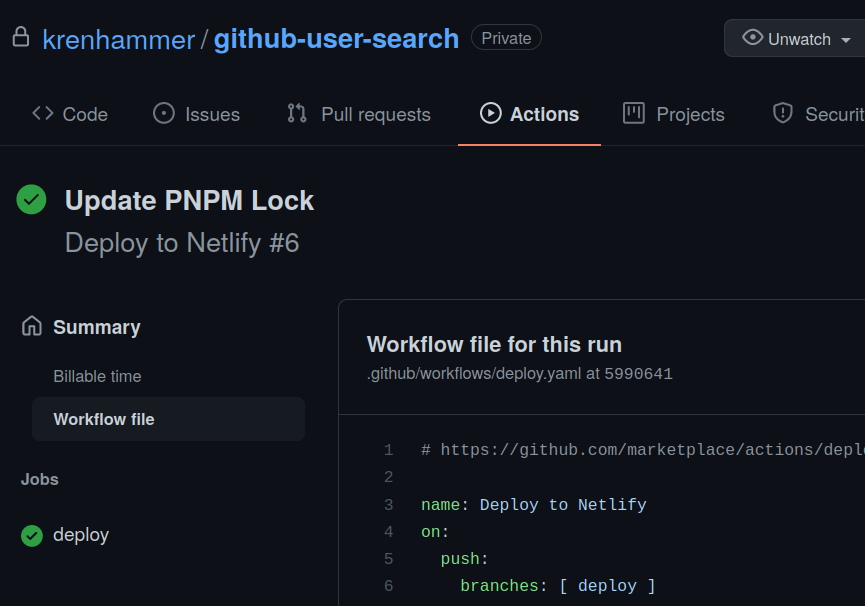 krenhammer/github-user-search Private Unwatch
Code Issues Pull requests Actions Projects Securit
Update PNPM Lock
Deploy to Netlify #6
Summary
Billable time
Workflow file
Jobs
deploy
Workflow file for this run
.github/workflows/deploy.yaml at 5990641
1 # https://github.com/marketplace/actions/deplo
2
3 name: Deploy to Netlify
4 on:
5 push:
6 branches: [ deploy ]